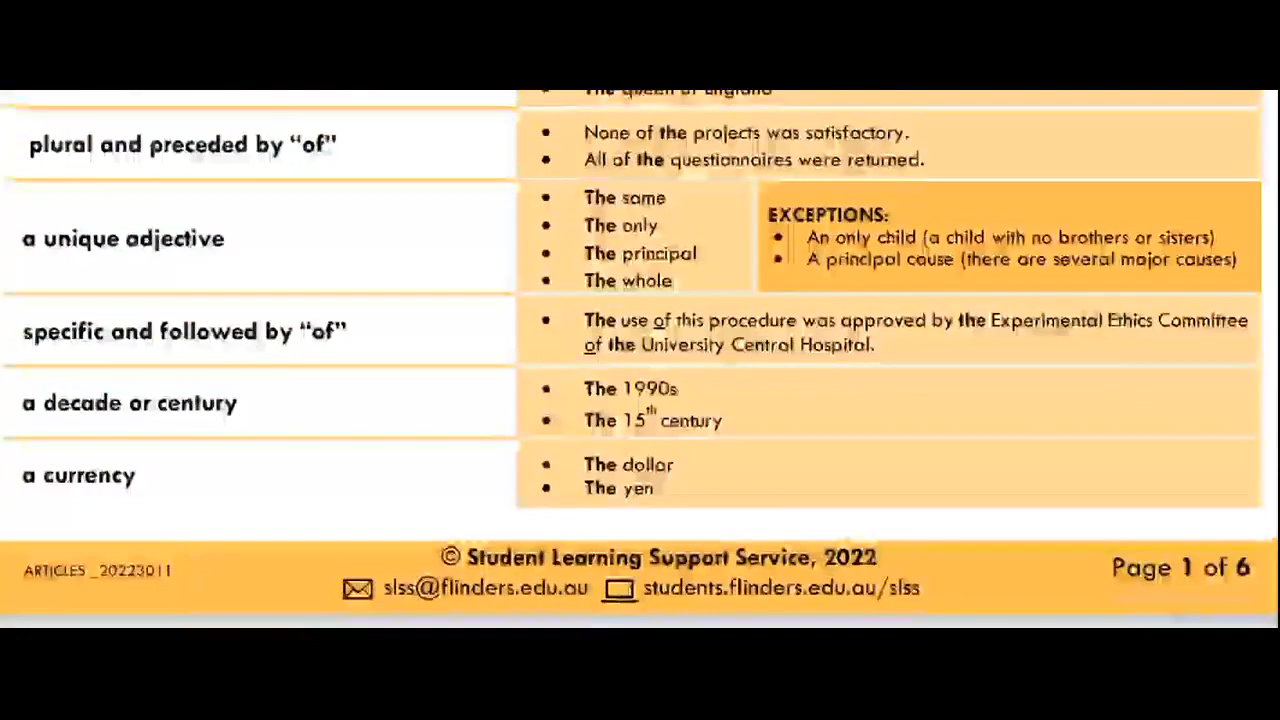 The queen of England
plural and preceded by “of”
• None of the projects was satisfactory.
• All of the questionnaires were returned.
a unique adjective
• The same
• The only
• The principal
• The whole
EXCEPTIONS:
• An only child (a child with no brothers or sisters)
• A principal cause (there are several major causes)
specific and followed by “of”
• The use of this procedure was approved by the Experimental Ethics Committee
of the University Central Hospital.
a decade or century
• The 1990s
• The 15th century
a currency
• The dollar
• The yen
ARTICLES _20223011
© Student Learning Support Service, 2022
slss@flinders.edu.au students.flinders.edu.au/slss
Page 1 of 6